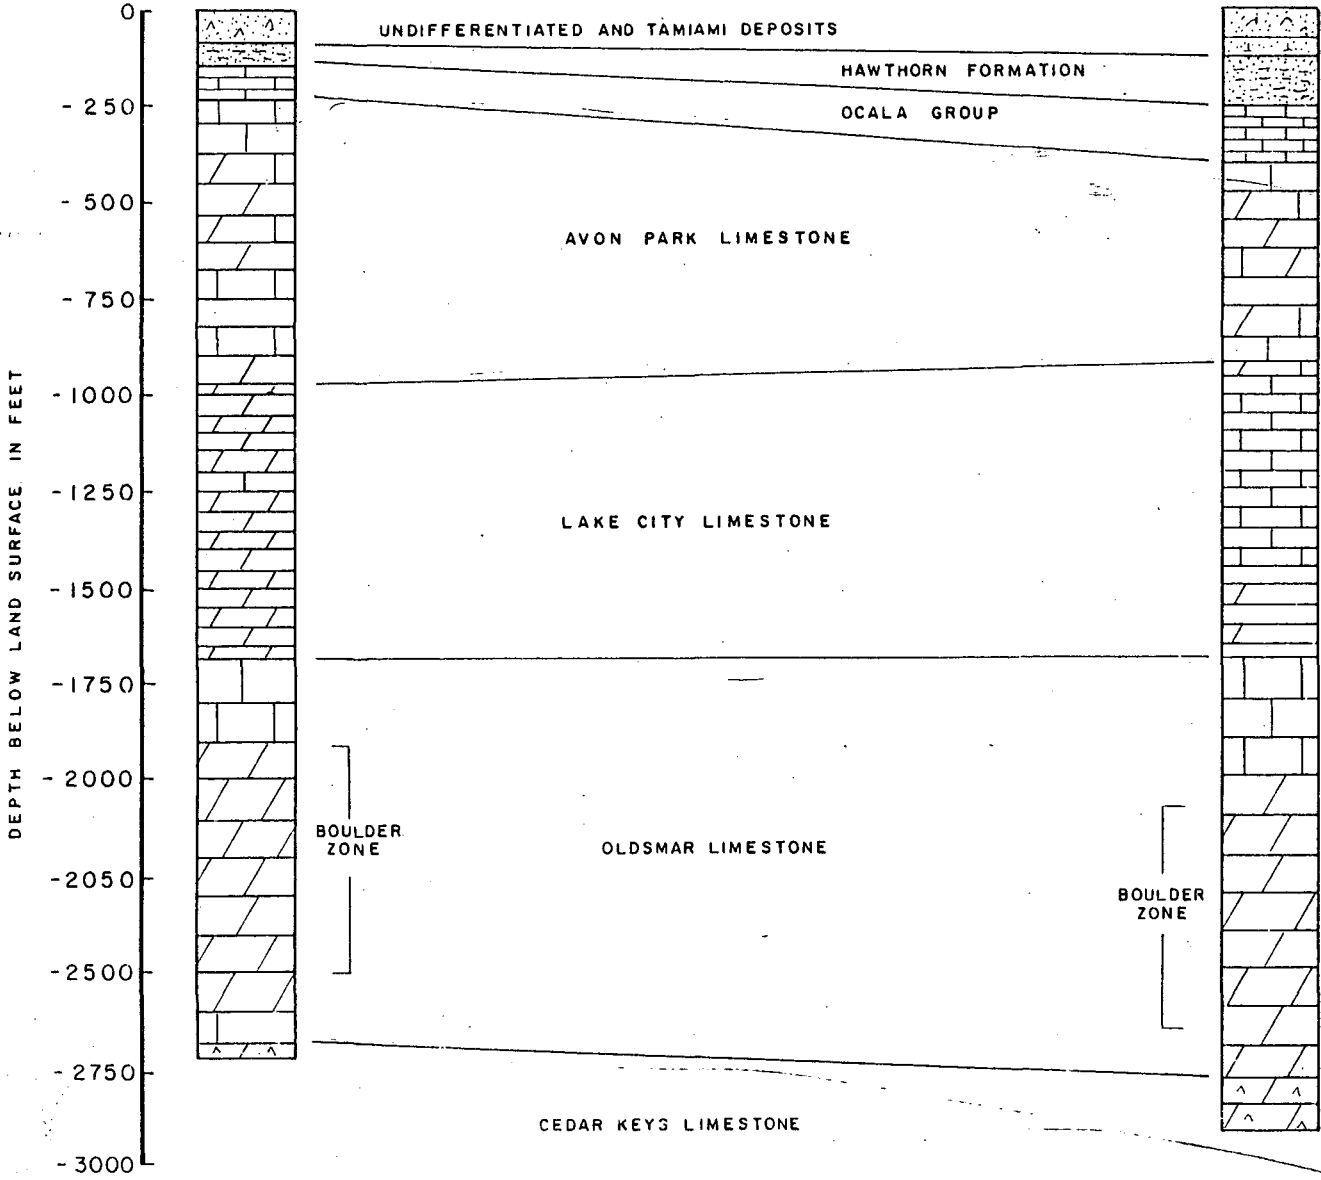 0
UNDIFFERENTIATED AND TAMIAMI DEPOSITS
HAWTHORN FORMATION
-250
OCALA GROUP
-500
AVON PARK LIMESTONE
-750
-1000
-1250
LAKE CITY LIMESTONE
-1500
-1750
-2000
BOULDER
ZONE
OLDSMAR LIMESTONE
-2050
BOULDER
ZONE
-2500
-2750
CEDAR KEYS LIMESTONE
-3000
DEPTH BELOW LAND SURFACE IN FEET